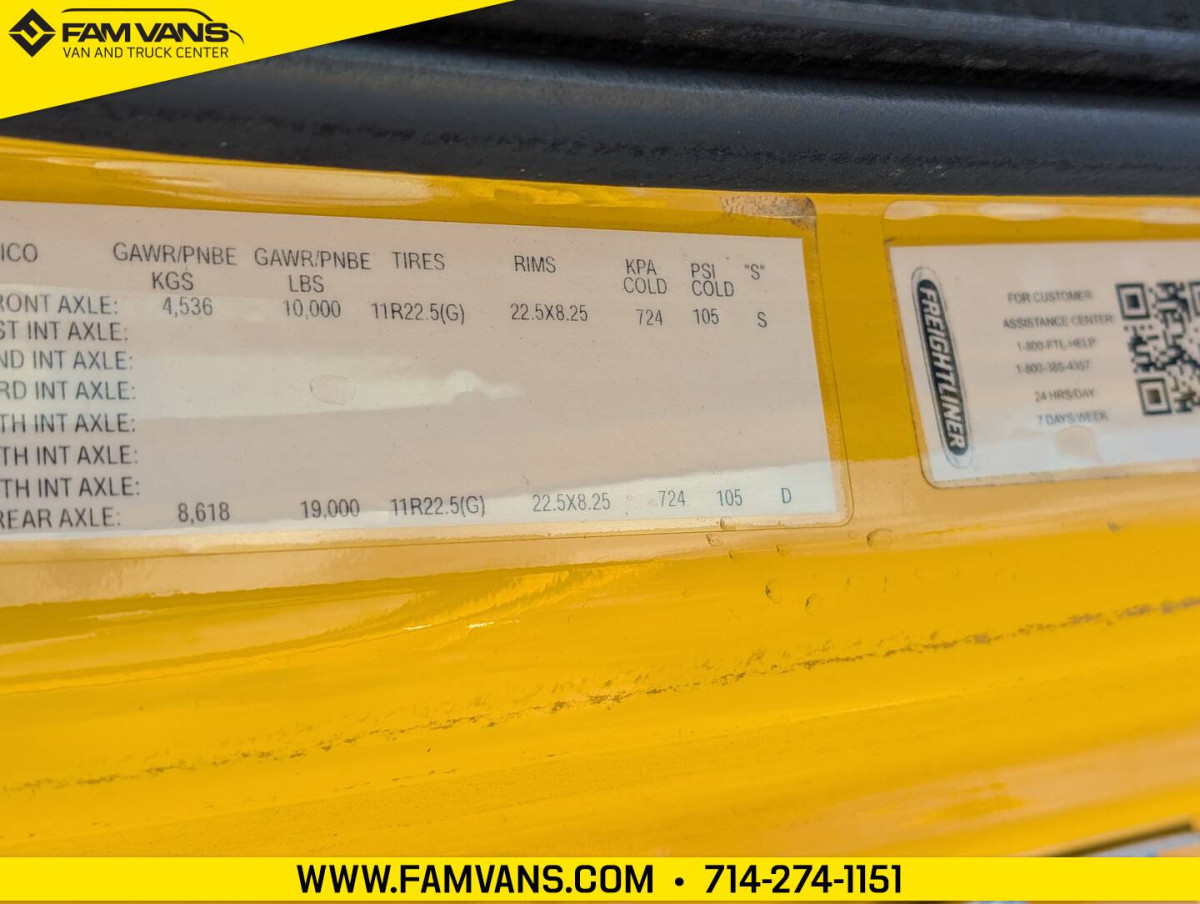 FAM VANS
VAN AND TRUCK CENTER
ICO GAWR/PNBE KGS GAWR/PNBE LBS TIRES RIMS KPA COLD PSI COLD "S"
RONT AXLE: 4,536 10,000 11R22.5(G) 22.5X8.25 724 105 S
ST INT AXLE:
ND INT AXLE:
RD INT AXLE:
TH INT AXLE:
TH INT AXLE:
TH INT AXLE:
REAR AXLE: 8,618 19,000 11R22.5(G) 22.5X8.25 724 105 D
FREIGHTLINER
FOR CUSTOMER
ASSISTANCE CENTER:
1-800-FTL-HELP
1-800-385-4357
24 HRS/DAY
7 DAYS/WEEK
WWW.FAMVANS.COM • 714-274-1151